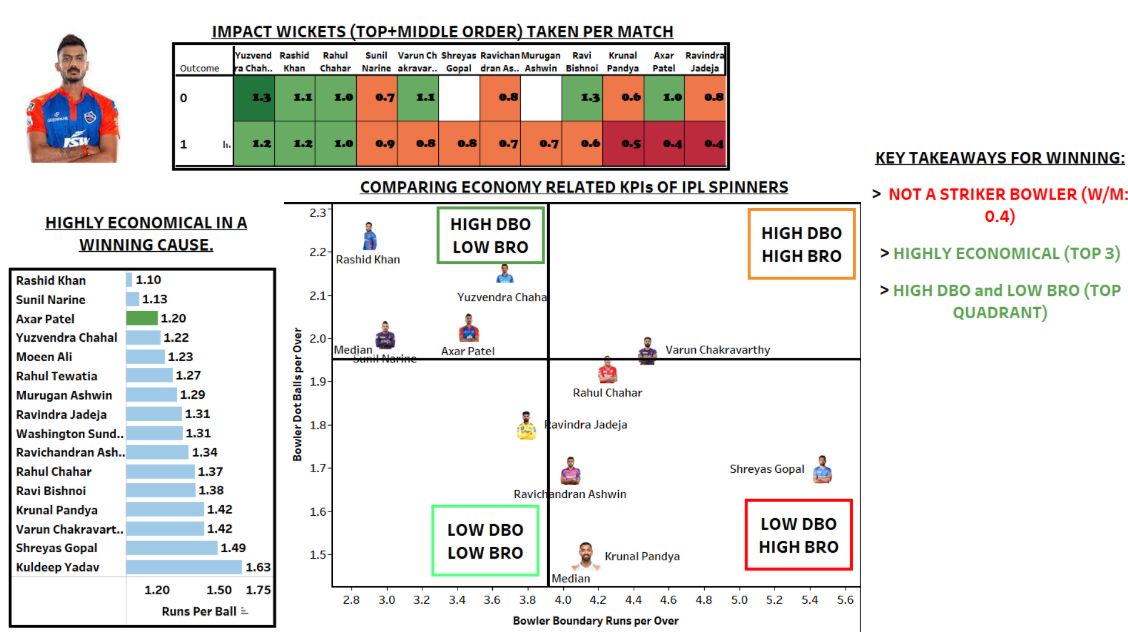 IMPACT WICKETS (TOP+MIDDLE ORDER) TAKEN PER MATCH
Outcome
Yuzvend Rashid Rahul Sunil Varun Ch Shreyas Ravichan Murugan Ravi Krunal Axar Ravindra
ra Chah.. Khan Chahar Narine akravar.. Gopal dran As.. Ashwin Bishnoi Pandya Patel Jadeja
0 1.3 1.1 1.0 0.7 1.1 0.8 1.3 0.6 1.0 0.8
1 1.2 1.2 1.0 0.9 0.8 0.8 0.7 0.7 0.6 0.5 0.4 0.4
HIGHLY ECONOMICAL IN A
WINNING CAUSE.
Rashid Khan 1.10
Sunil Narine 1.13
Axar Patel 1.20
Yuzvendra Chahal 1.22
Moeen Ali 1.23
Rahul Tewatia 1.27
Murugan Ashwin 1.29
Ravindra Jadeja 1.31
Washington Sund.. 1.31
Ravichandran Ash.. 1.34
Rahul Chahar 1.37
Ravi Bishnoi 1.38
Krunal Pandya 1.42
Varun Chakravart.. 1.42
Shreyas Gopal 1.49
Kuldeep Yadav 1.63
1.20 1.50 1.75
Runs Per Ball
COMPARING ECONOMY RELATED KPIs OF IPL SPINNERS
Bowler Dot Balls per Over
2.3
2.2
2.1
2.0
1.9
1.8
1.7
1.6
1.5
HIGH DBO
LOW BRO
HIGH DBO
HIGH BRO
Rashid Khan
Yuzvendra Chaha
Median
Sunil Narine
Axar Patel
Varun Chakravarthy
Rahul Chahar
Ravindra Jadeja
Shreyas Gopal
Ravichandran Ashwin
LOW DBO
LOW BRO
LOW DBO
HIGH BRO
Krunal Pandya
Median
2.8 3.0 3.2 3.4 3.6 3.8 4.0 4.2 4.4 4.6 4.8 5.0 5.2 5.4 5.6
Bowler Boundary Runs per Over
KEY TAKEAWAYS FOR WINNING:
> NOT A STRIKER BOWLER (W/M:
0.4)
> HIGHLY ECONOMICAL (TOP 3)
> HIGH DBO and LOW BRO (TOP
QUADRANT)
JSW